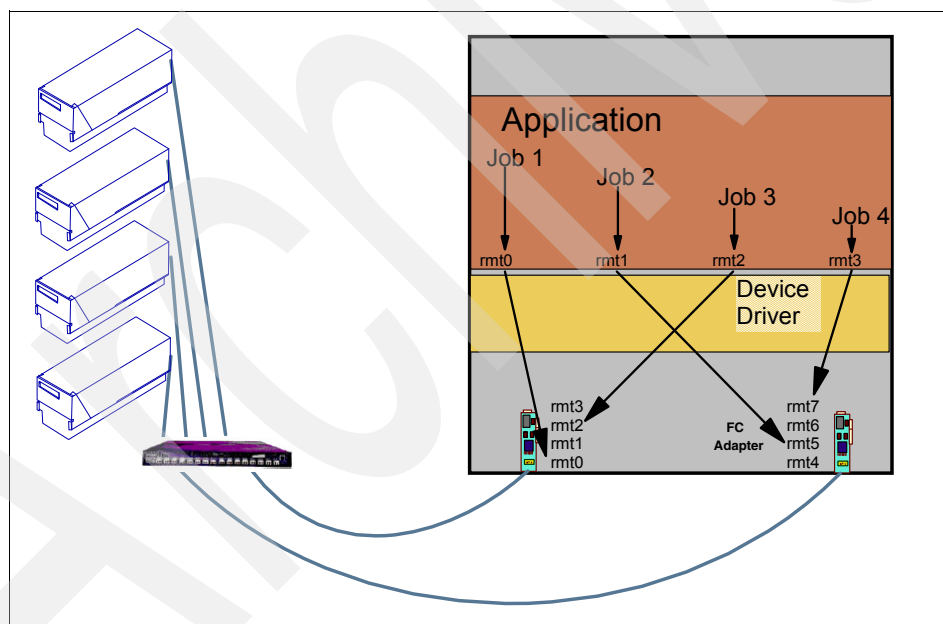 Application
Job 1
Job 2
Job 3
Job 4
rmt0
rmt1
rmt2
rmt3
Device
Driver
rmt3
rmt2
rmt1
rmt0
FC
Adapter
rmt7
rmt6
rmt5
rmt4